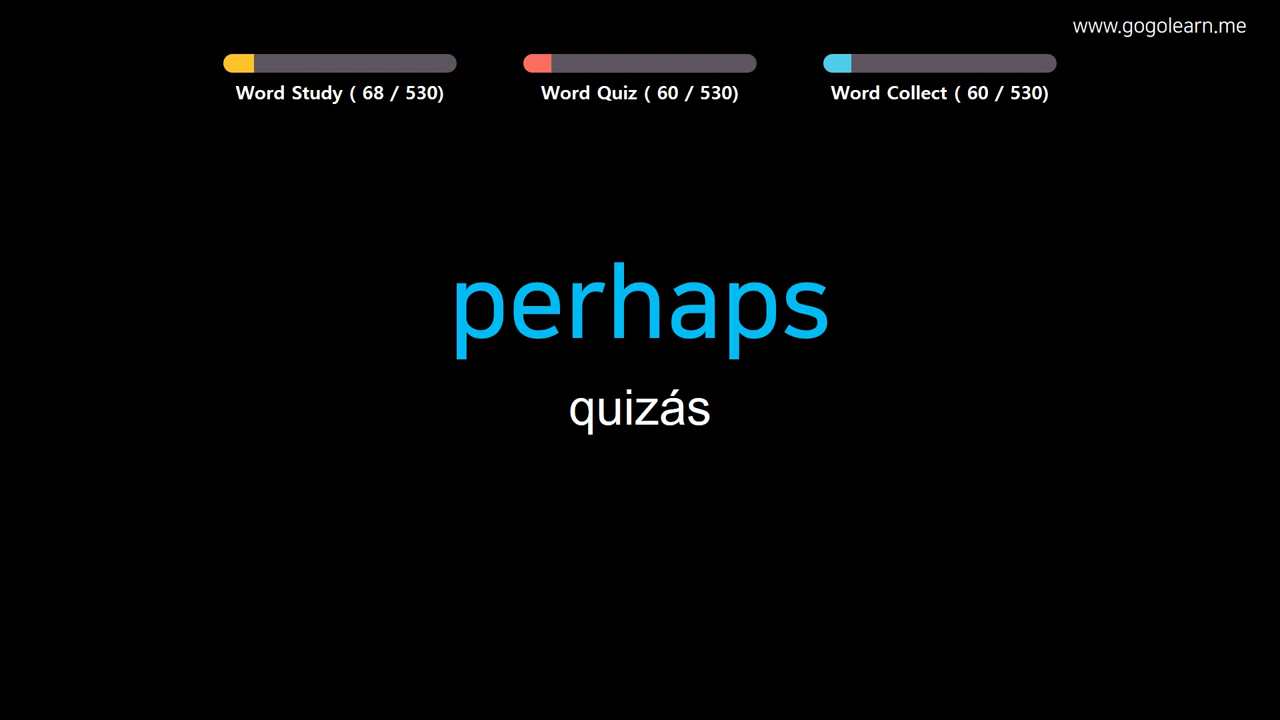 www.gogolearn.me
Word Study ( 68 / 530)
Word Quiz ( 60 / 530)
Word Collect ( 60 / 530)
perhaps
quizás